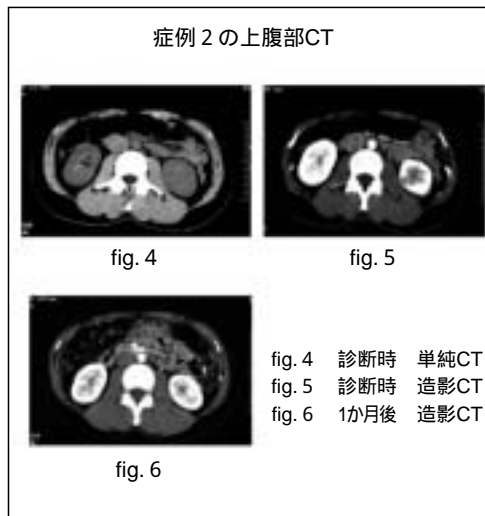 症例2の上腹部CT
fig. 4
fig. 5
fig. 4 診断時 単純CT
fig. 5 診断時 造影CT
fig. 6 1か月後 造影CT
fig. 6